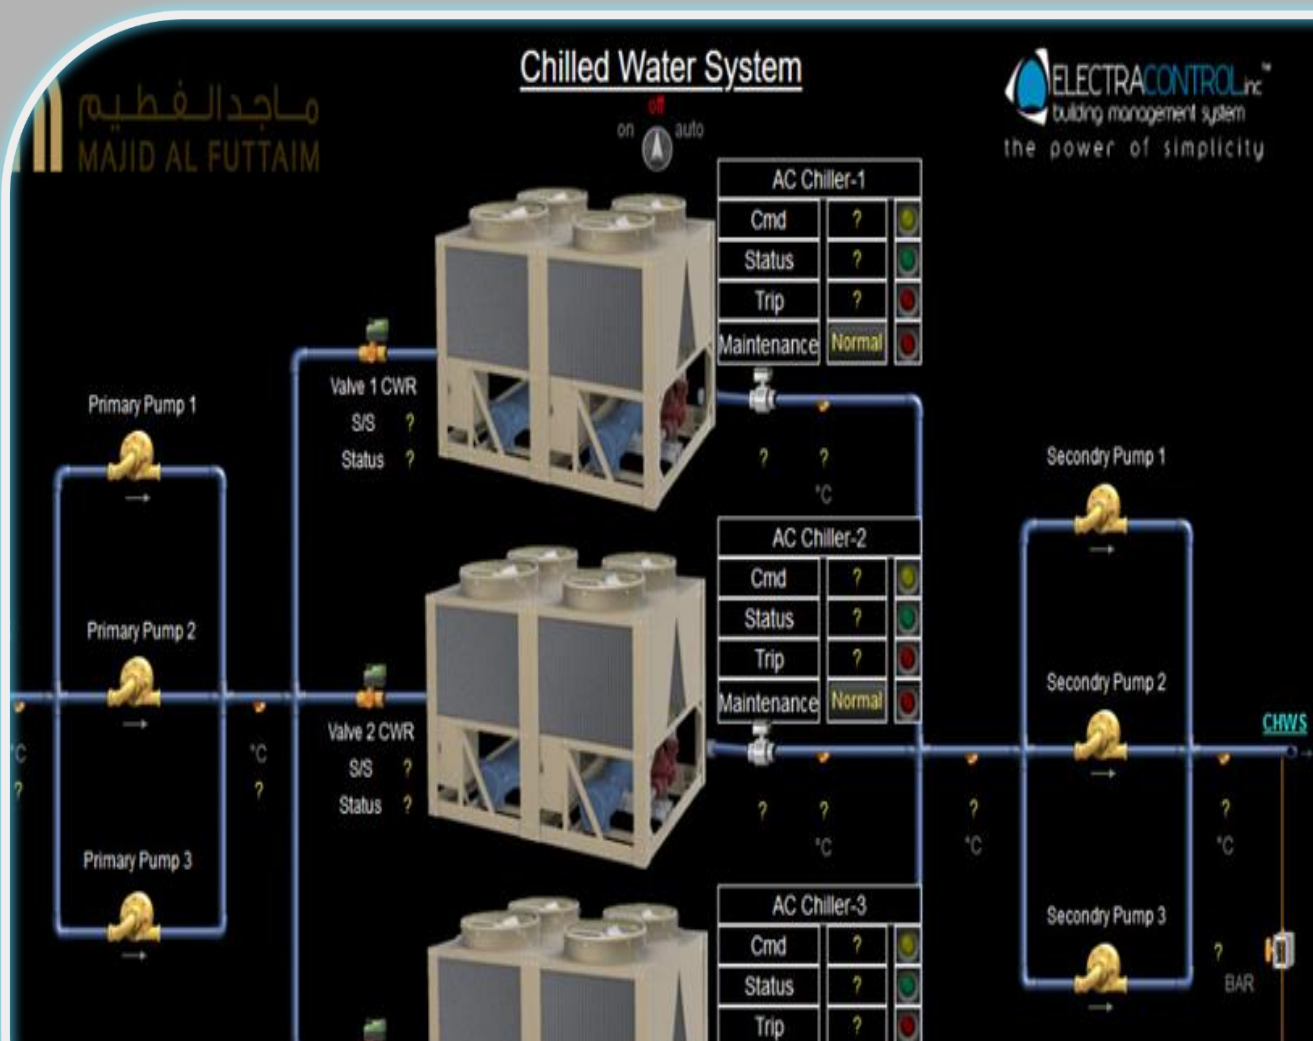 Chilled Water System
ماجد الفطيم
MAJID AL FUTTAIM
off
on
auto
ELECTRACONTROL.inc™
building management system
the power of simplicity
AC Chiller-1
Cmd ?
Status ?
Trip ?
Maintenance Normal
Valve 1 CWR
S/S ?
Status ?
? ?
°C
Primary Pump 1
Secondry Pump 1
AC Chiller-2
Cmd ?
Status ?
Trip ?
Maintenance Normal
Primary Pump 2
Secondry Pump 2
CHWS
Valve 2 CWR
S/S ?
Status ?
°C
?
°C
?
? ?
°C
?
°C
?
°C
Primary Pump 3
AC Chiller-3
Cmd ?
Status ?
Trip ?
Secondry Pump 3
?
BAR